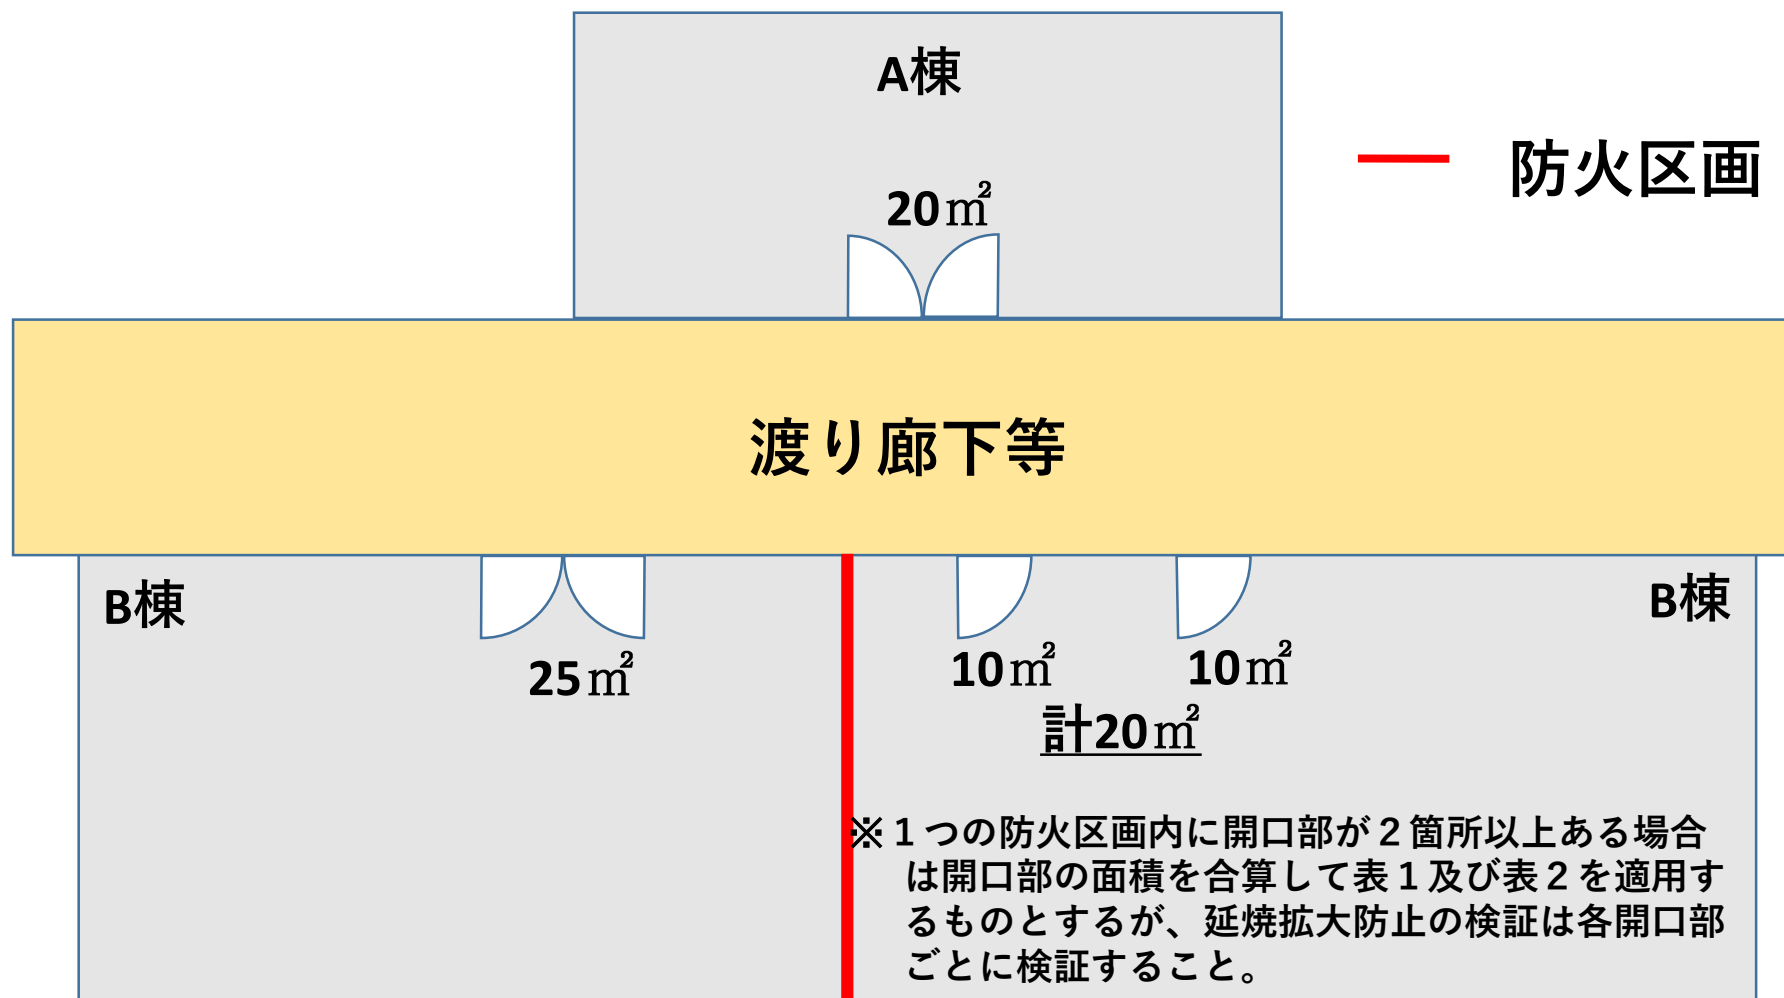 A棟
防火区画
20㎡
渡り廊下等
B棟
B棟
25㎡
10㎡
10㎡
計20㎡
※１つの防火区画内に開口部が２箇所以上ある場合
は開口部の面積を合算して表１及び表２を適用す
るものとするが、延焼拡大防止の検証は各開口部
ごとに検証すること。